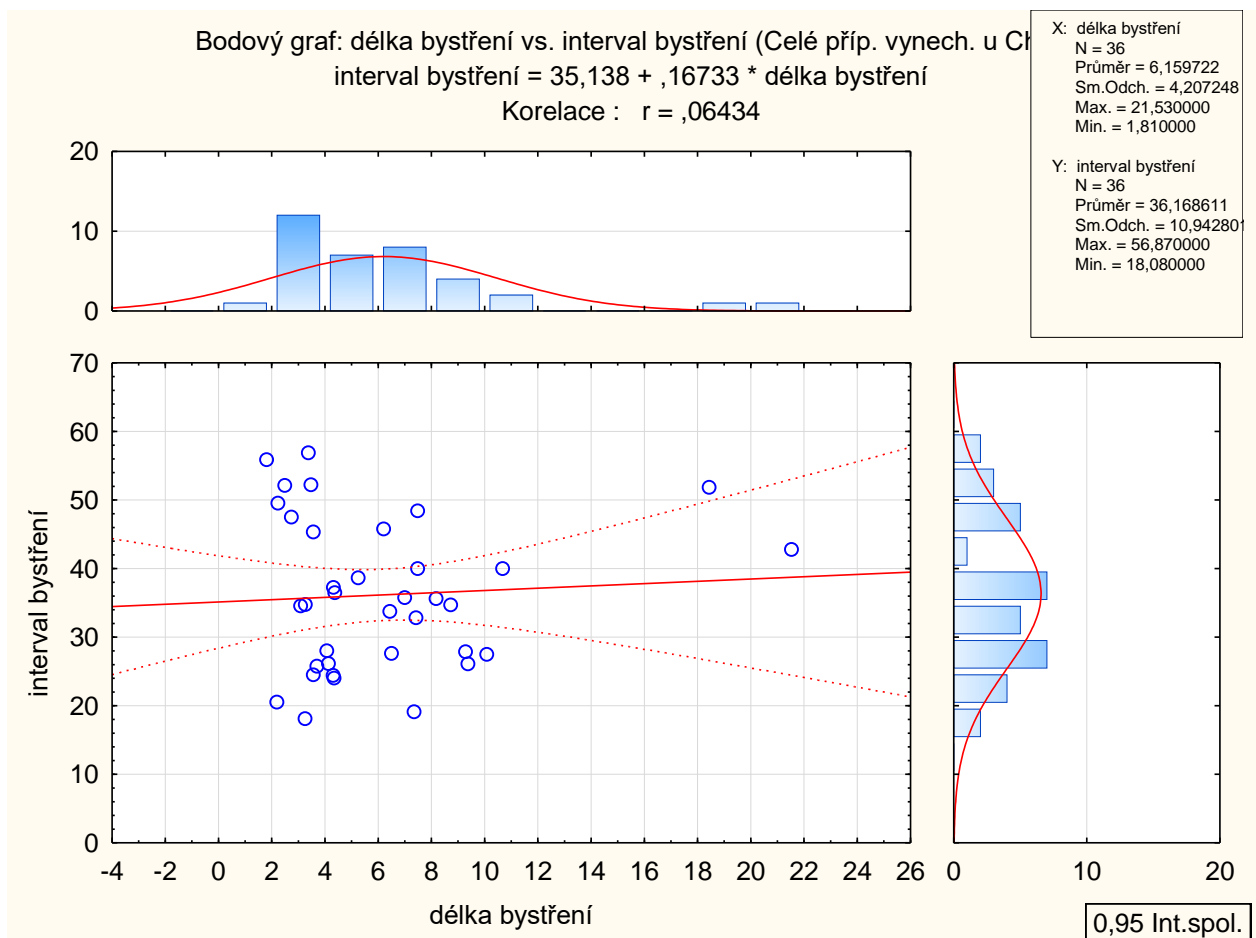 Bodový graf: délka bystření vs. interval bystření (Celé příp. vynech. u
interval bystření = 35,138 + ,16733 * délka bystření
Korelace : r = ,06434
X: délka bystření
N = 36
Průměr = 6,159722
Sm.Odch. = 4,207248
Max. = 21,530000
Min. = 1,810000
Y: interval bystření
N = 36
Průměr = 36,168611
Sm.Odch. = 10,942801
Max. = 56,870000
Min. = 18,080000
20
10
0
70
60
50
40
30
20
10
0
interval bystření
-4 -2 0 2 4 6 8 10 12 14 16 18 20 22 24 26
délka bystření
0 10 20
0,95 Int.spol.